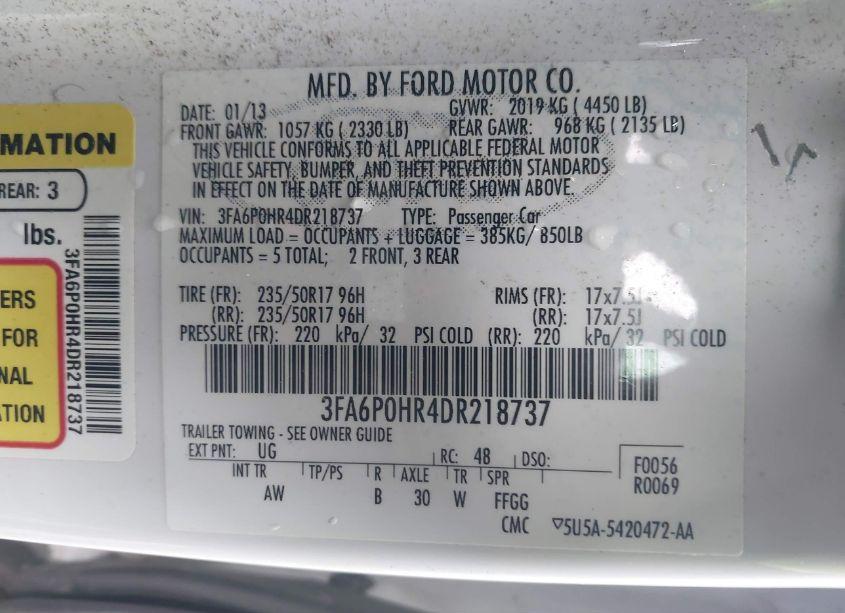 MATION
REAR: 3
lbs.
ERS
FOR
NAL
TION
3FA6P0HR4DR218737
MFD. BY FORD MOTOR CO.
DATE: 01/13 GVWR: 2019 KG ( 4450 LB)
FRONT GAWR: 1057 KG ( 2330 LB) REAR GAWR: 968 KG ( 2135 LB)
THIS VEHICLE CONFORMS TO ALL APPLICABLE FEDERAL MOTOR
VEHICLE SAFETY, BUMPER, AND THEFT PREVENTION STANDARDS
IN EFFECT ON THE DATE OF MANUFACTURE SHOWN ABOVE.
VIN: 3FA6P0HR4DR218737 TYPE: Passenger Car
MAXIMUM LOAD = OCCUPANTS + LUGGAGE = 385KG/ 850LB
OCCUPANTS = 5 TOTAL; 2 FRONT, 3 REAR
TIRE (FR): 235/50R17 96H RIMS (FR): 17x7.5J
(RR): 235/50R17 96H (RR): 17x7.5J
PRESSURE (FR): 220 kPa/ 32 PSI COLD (RR): 220 kPa/ 32 PSI COLD
3FA6P0HR4DR218737
TRAILER TOWING - SEE OWNER GUIDE
EXT PNT: UG RC: 48 DSO:
INT TR TP/PS R AXLE TR SPR
AW B 30 W FFGG
F0056
R0069
CMC ▽5U5A-5420472-AA